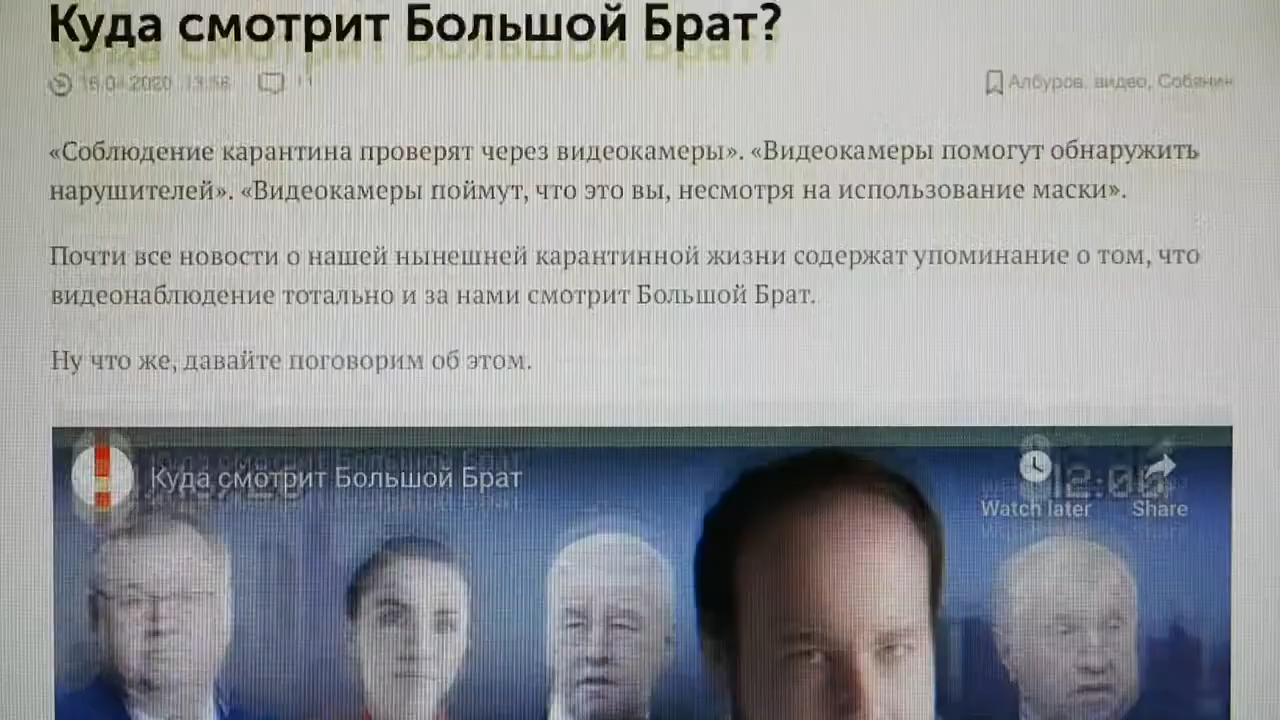 Куда смотрит Большой Брат?
2020
Албуров, видео, Собянин
«Соблюдение карантина проверят через видеокамеры». «Видеокамеры помогут обнаружить
нарушителей». «Видеокамеры поймут, что это вы, несмотря на использование маски».
Почти все новости о нашей нынешней карантинной жизни содержат упоминание о том, что
видеонаблюдение тотально и за нами смотрит Большой Брат.
Ну что же, давайте поговорим об этом.
Куда смотрит Большой Брат
Watch later Share